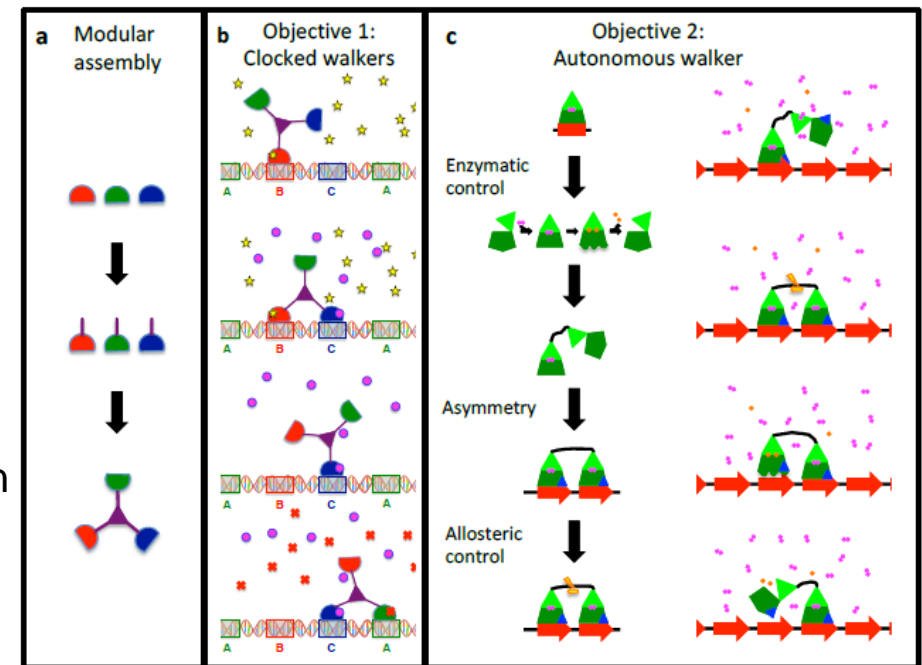 a Modular
assembly
b Objective 1:
Clocked walkers
A B C A
A B C A
A B C A
A B C A
c Objective 2:
Autonomous walker
Enzymatic
control
Asymmetry
Allosteric
control
n